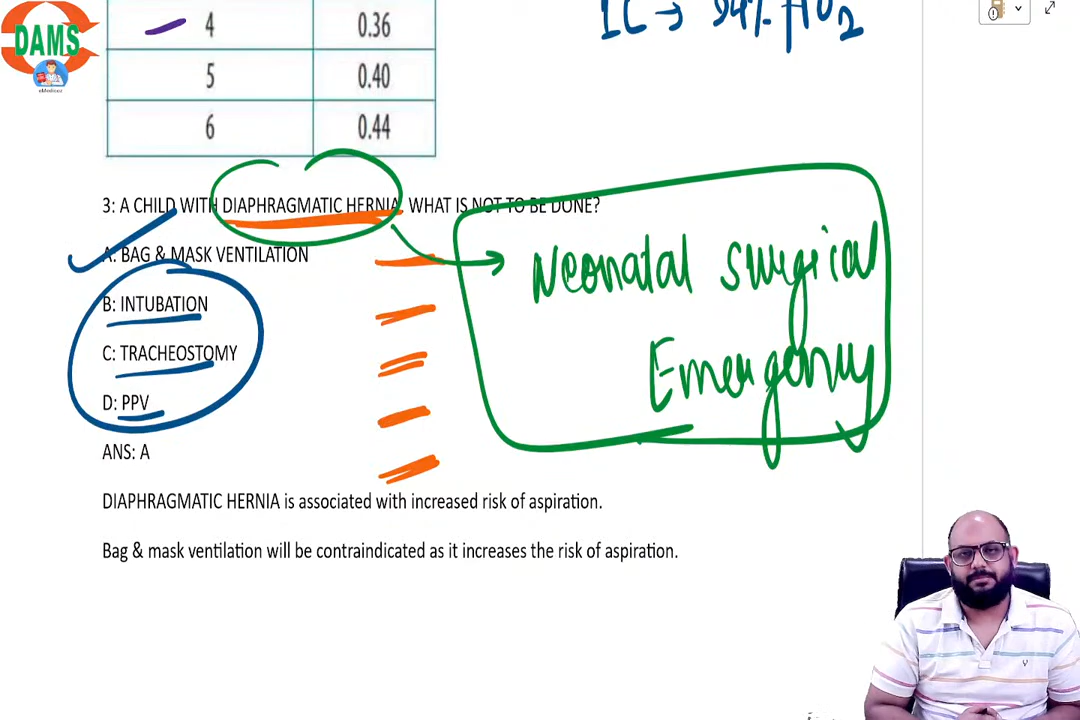 DAMS
eMedicoz
4 0.36
IC → 94% FIO2
5 0.40
6 0.44
3: A CHILD WITH DIAPHRAGMATIC HERNIA, WHAT IS NOT TO BE DONE?
A: BAG & MASK VENTILATION
Neonatal surgical
B: INTUBATION
C: TRACHEOSTOMY
Emergency
D: PPV
ANS: A
DIAPHRAGMATIC HERNIA is associated with increased risk of aspiration.
Bag & mask ventilation will be contraindicated as it increases the risk of aspiration.